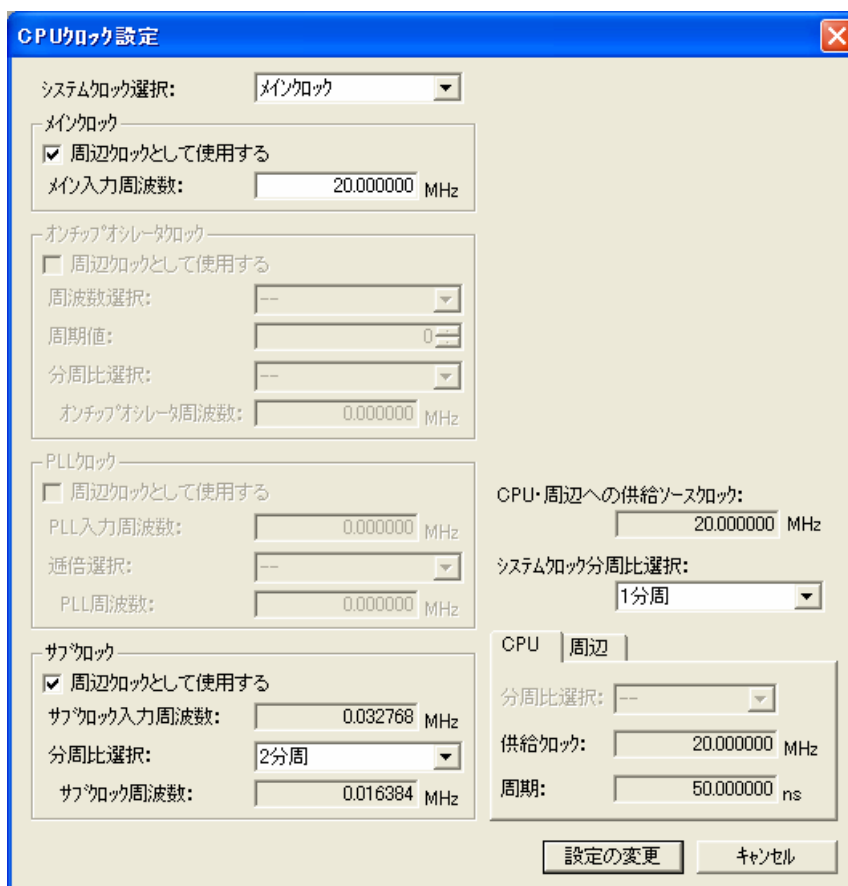 CPUｸﾛｯｸ設定
ｼｽﾃﾑｸﾛｯｸ選択: ﾒｲﾝｸﾛｯｸ
ﾒｲﾝｸﾛｯｸ
周辺ｸﾛｯｸとして使用する
ﾒｲﾝ入力周波数: 20.000000 MHz
ｵﾝﾁｯﾌﾟｵｼﾚｰﾀｸﾛｯｸ
周辺ｸﾛｯｸとして使用する
周波数選択: --
周期値: 0
分周比選択: --
ｵﾝﾁｯﾌﾟｵｼﾚｰﾀ周波数: 0.000000 MHz
PLLｸﾛｯｸ
周辺ｸﾛｯｸとして使用する
PLL入力周波数: 0.000000 MHz
逓倍選択: --
PLL周波数: 0.000000 MHz
ｻﾌﾞｸﾛｯｸ
周辺ｸﾛｯｸとして使用する
ｻﾌﾞｸﾛｯｸ入力周波数: 0.032768 MHz
分周比選択: 2分周
ｻﾌﾞｸﾛｯｸ周波数: 0.016384 MHz
CPU･周辺への供給ｿｰｽｸﾛｯｸ:
20.000000 MHz
ｼｽﾃﾑｸﾛｯｸ分周比選択:
1分周
CPU 周辺
分周比選択: --
供給ｸﾛｯｸ: 20.000000 MHz
周期: 50.000000 ns
設定の変更 ｷｬﾝｾﾙ